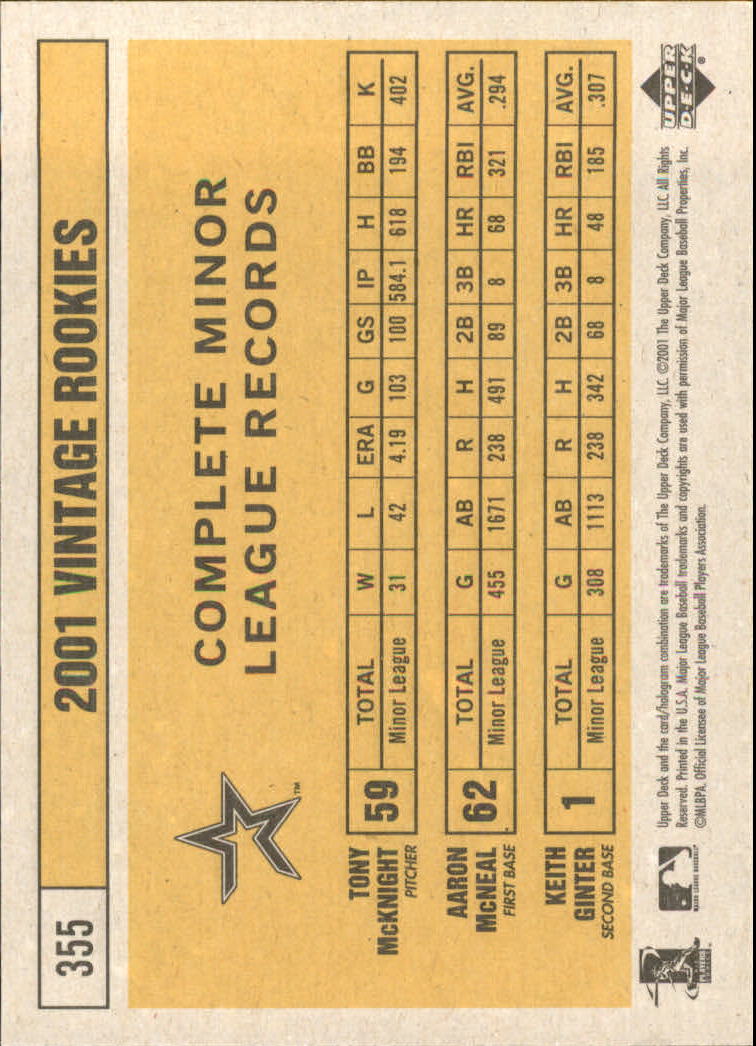 355 2001 VINTAGE ROOKIES
COMPLETE MINOR
LEAGUE RECORDS
TM
TONY
McKNIGHT
PITCHER
59
TOTAL W L ERA G GS IP H BB K
Minor League 31 42 4.19 103 100 584.1 618 194 402
AARON
McNEAL
FIRST BASE
62
TOTAL G AB R H 2B 3B HR RBI AVG.
Minor League 455 1671 238 491 89 8 68 321 .294
KEITH
GINTER
SECOND BASE
1
TOTAL G AB R H 2B 3B HR RBI AVG.
Minor League 308 1113 238 342 68 8 48 185 .307
PLAYERS
MAJOR LEAGUE BASEBALL
Upper Deck and the card/hologram combination are trademarks of The Upper Deck Company, LLC. ©2001 The Upper Deck Company, LLC. All Rights
Reserved. Printed in the U.S.A. Major League Baseball trademarks and copyrights are used with permission of Major League Baseball Properties, Inc.
©MLBPA. Official Licensee of Major League Baseball Players Association.
UPPER
D·E·C·K
®